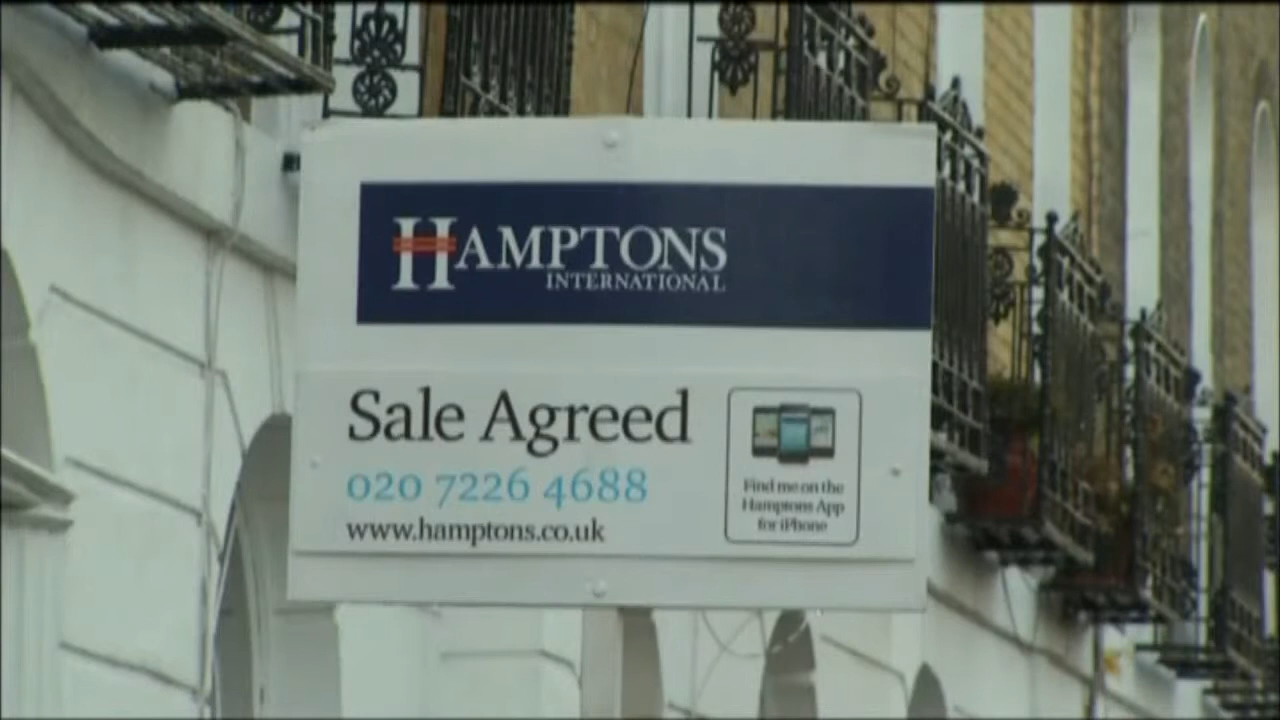 HAMPTONS
INTERNATIONAL
Sale Agreed
020 7226 4688
www.hamptons.co.uk
Find me on the
Hamptons App
for iPhone